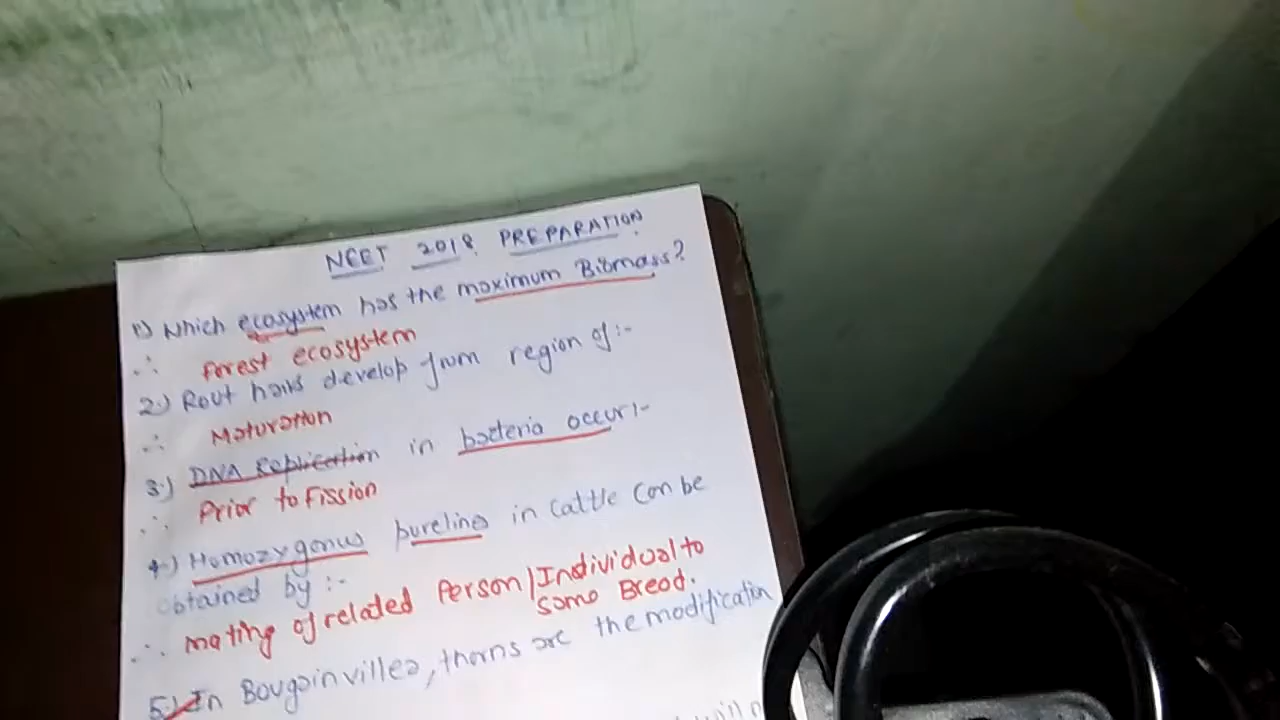 NEET 2018 PREPARATION
1) Which ecosystem has the maximum Biomass?
∴ Forest ecosystem
2.) Root hairs develop from region of :-
∴ Maturation
3.) DNA Replication in bacteria occur:-
∴ Prior to Fission
4.) Homozygous purelines in cattle can be
obtained by :-
∴ mating of related Person/Individual to
same Breed.
5.) In Bougainvillea, thorns are the modification